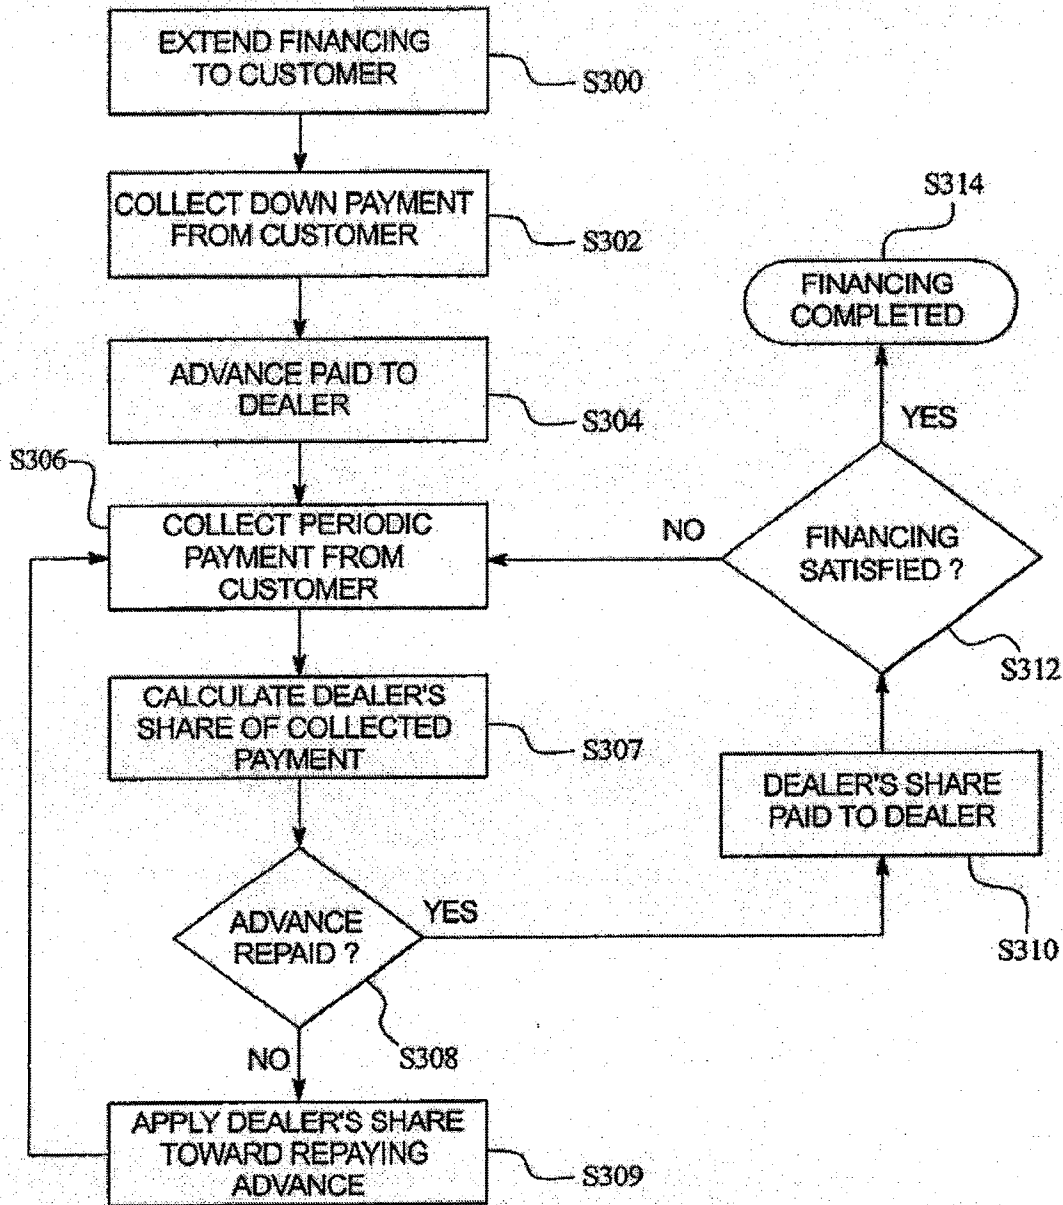 EXTEND FINANCING
TO CUSTOMER
S300
COLLECT DOWN PAYMENT
FROM CUSTOMER
S302
ADVANCE PAID TO
DEALER
S304
S306
COLLECT PERIODIC
PAYMENT FROM
CUSTOMER
CALCULATE DEALER'S
SHARE OF COLLECTED
PAYMENT
S307
ADVANCE
REPAID ?
YES
S308
NO
APPLY DEALER'S SHARE
TOWARD REPAYING
ADVANCE
S309
DEALER'S SHARE
PAID TO DEALER
S310
FINANCING
SATISFIED ?
NO
S312
YES
FINANCING
COMPLETED
S314